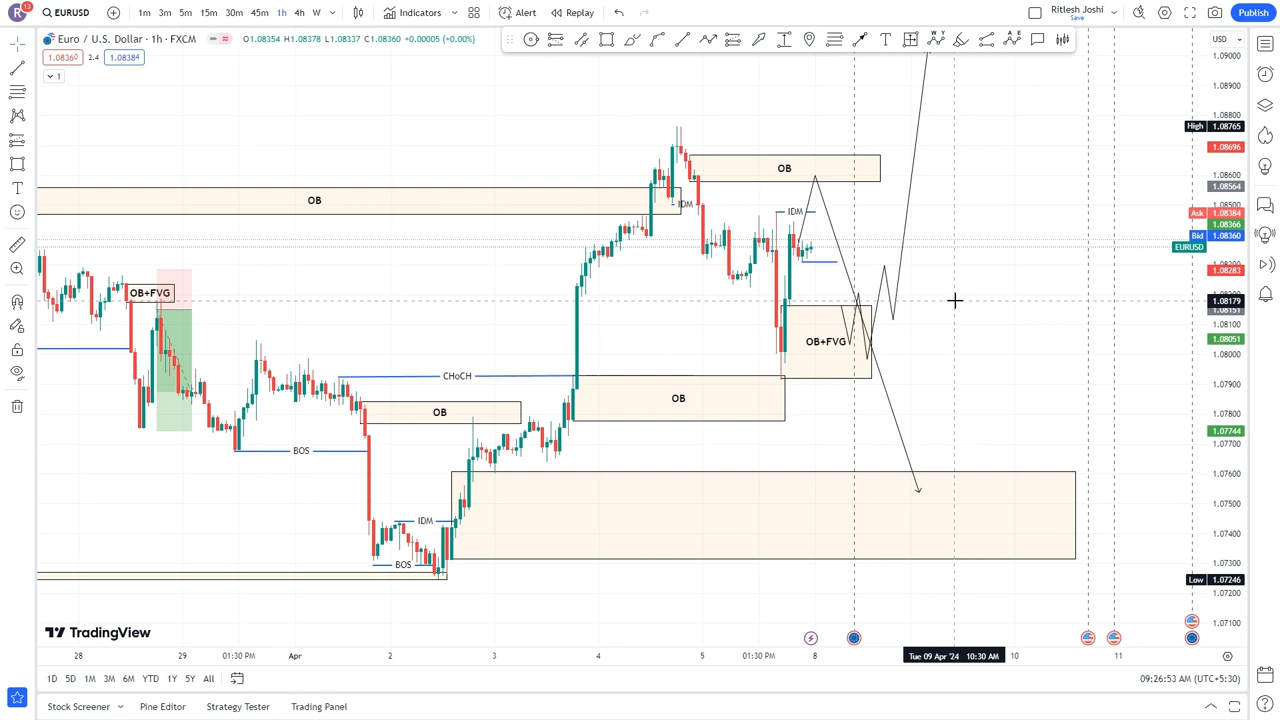 R 13 EURUSD 1m 3m 5m 15m 30m 45m 1h 4h W Indicators Alert Replay Ritlesh Joshi Save Publish
Euro / U.S. Dollar · 1h · FXCM O1.08354 H1.08378 L1.08337 C1.08360 +0.00005 (+0.00%)
USD
1.08360 2.4 1.08384
1
1.09000
1.08900
1.08800
High 1.08765
1.08696
OB
1.08600
1.08564
OB
IDM
IDM
1.08500
Ask 1.08384
1.08366
Bid 1.08360
EURUSD
1.08283
OB+FVG
1.08179
1.08151
1.08100
OB+FVG
1.08051
1.08000
CHoCH
1.07900
OB
OB
1.07800
1.07744
1.07700
BOS
1.07600
1.07500
IDM
1.07400
BOS
1.07300
Low 1.07246
1.07200
1.07100
TradingView
28 29 01:30 PM Apr 2 3 4 5 01:30 PM 8 Tue 09 Apr '24 10:30 AM 10 11
1D 5D 1M 3M 6M YTD 1Y 5Y All 09:26:53 AM (UTC+5:30)
Stock Screener Pine Editor Strategy Tester Trading Panel